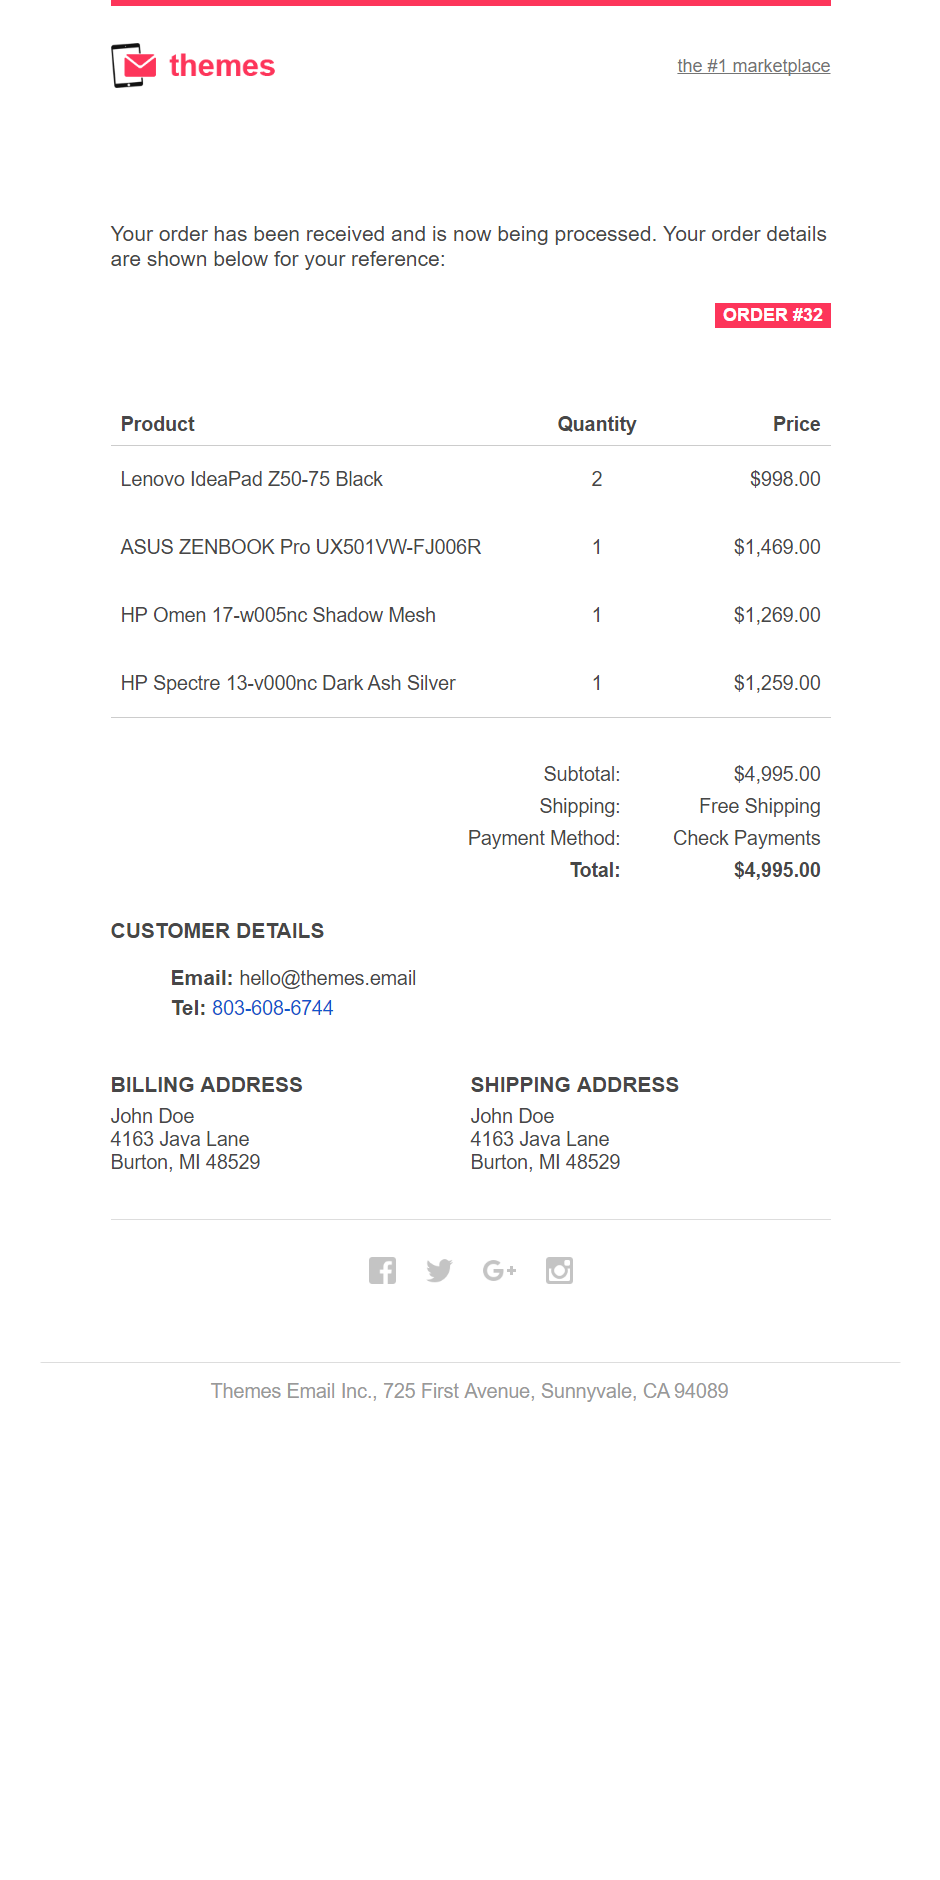 themes
the #1 marketplace
Your order has been received and is now being processed. Your order details
are shown below for your reference:
ORDER #32
Product Quantity Price
Lenovo IdeaPad Z50-75 Black 2 $998.00
ASUS ZENBOOK Pro UX501VW-FJ006R 1 $1,469.00
HP Omen 17-w005nc Shadow Mesh 1 $1,269.00
HP Spectre 13-v000nc Dark Ash Silver 1 $1,259.00
Subtotal: $4,995.00
Shipping: Free Shipping
Payment Method: Check Payments
Total: $4,995.00
CUSTOMER DETAILS
Email: hello@themes.email
Tel: 803-608-6744
BILLING ADDRESS
John Doe
4163 Java Lane
Burton, MI 48529
SHIPPING ADDRESS
John Doe
4163 Java Lane
Burton, MI 48529
Themes Email Inc., 725 First Avenue, Sunnyvale, CA 94089